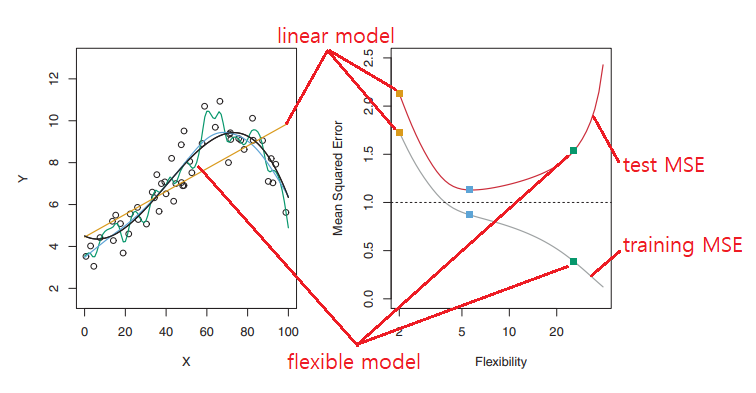 linear model
12
10
8
6
4
2
Y
0 20 40 60 80 100
X
2.5
2.0
1.5
1.0
0.5
0.0
Mean Squared Error
2 5 10 20
Flexibility
test MSE
training MSE
flexible model